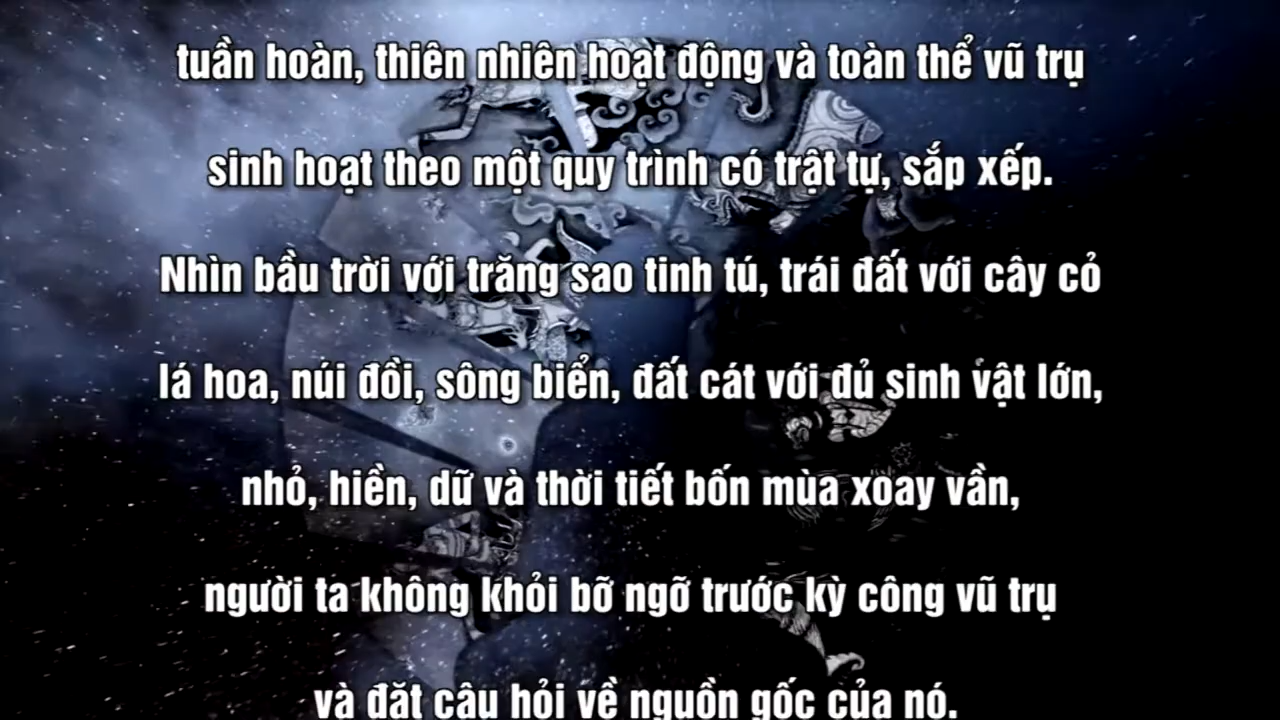 tuần hoàn, thiên nhiên hoạt động và toàn thể vũ trụ
sinh hoạt theo một quy trình có trật tự, sắp xếp.
Nhìn bầu trời với trăng sao tinh tú, trái đất với cây cỏ
lá hoa, núi đồi, sông biển, đất cát với đủ sinh vật lớn,
nhỏ, hiền, dữ và thời tiết bốn mùa xoay vần,
người ta không khỏi bỡ ngỡ trước kỳ công vũ trụ
và đặt câu hỏi về nguồn gốc của nó.